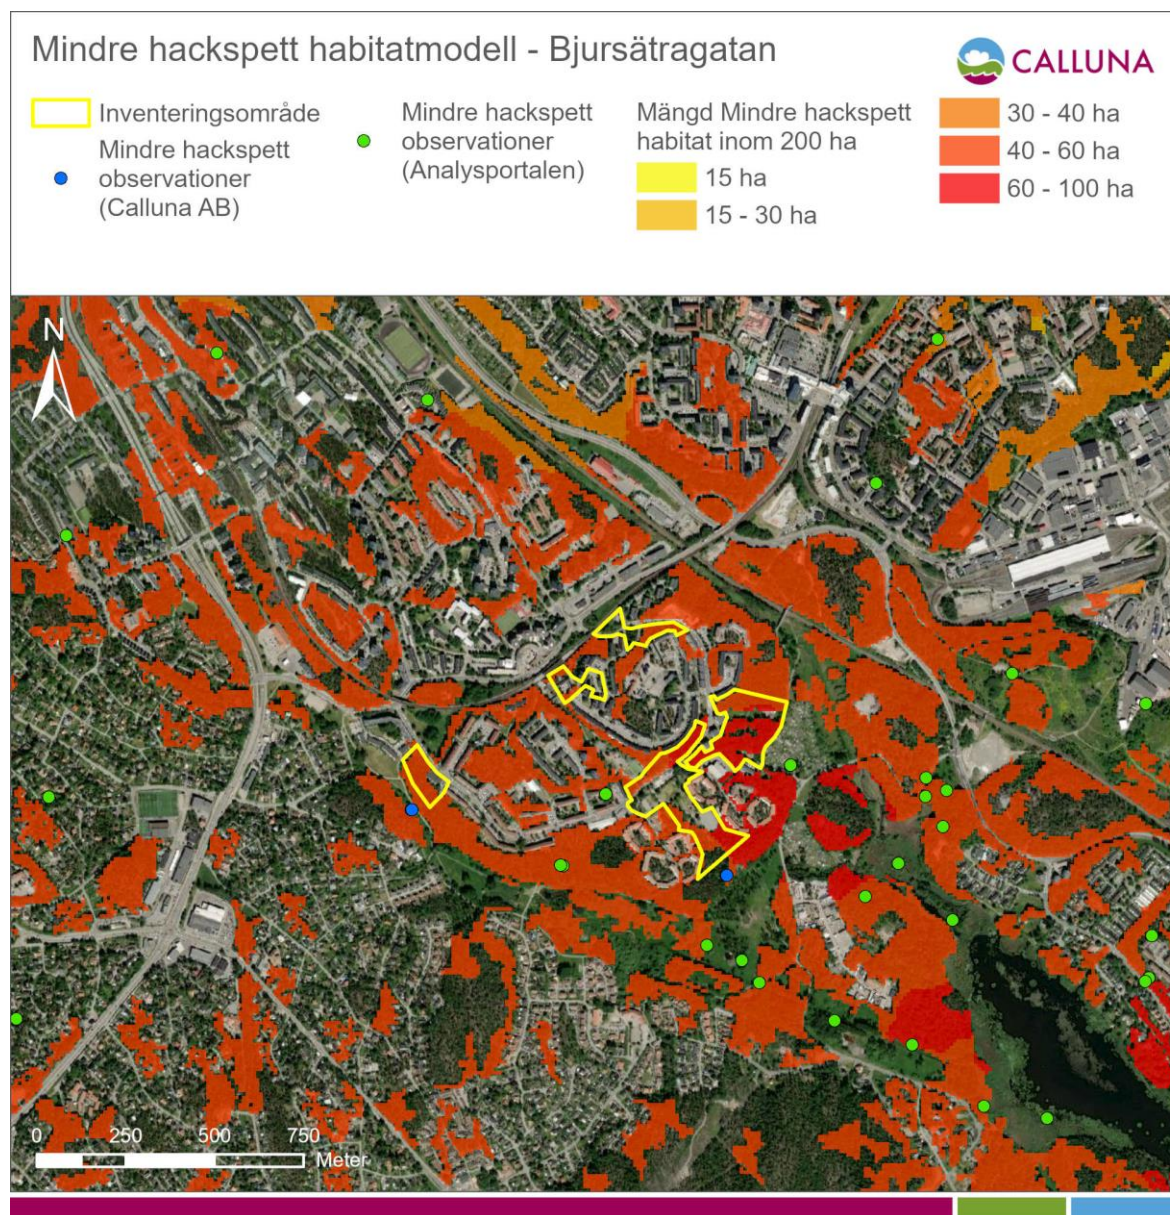 Mindre hackspett habitatmodell - Bjursätragatan
CALLUNA
Inventeringsområde
Mindre hackspett
observationer
(Calluna AB)
Mindre hackspett
observationer
(Analysportalen)
Mängd Mindre hackspett
habitat inom 200 ha
15 ha
15 - 30 ha
30 - 40 ha
40 - 60 ha
60 - 100 ha
N
0 250 500 750
Meter